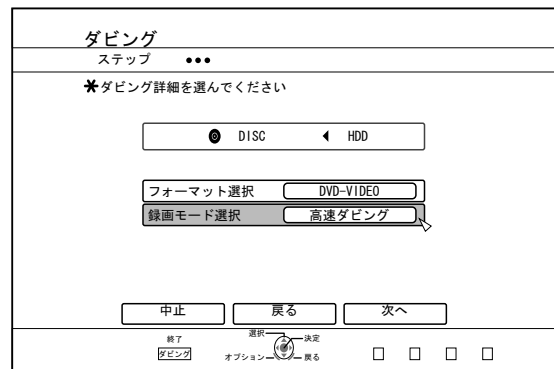 ダビング
ステップ •••
✱ダビング詳細を選んでください
DISC HDD
フォーマット選択 DVD-VIDEO
録画モード選択 高速ダビング
中止 戻る 次へ
終了 選択 決定
ダビング オプション 戻る